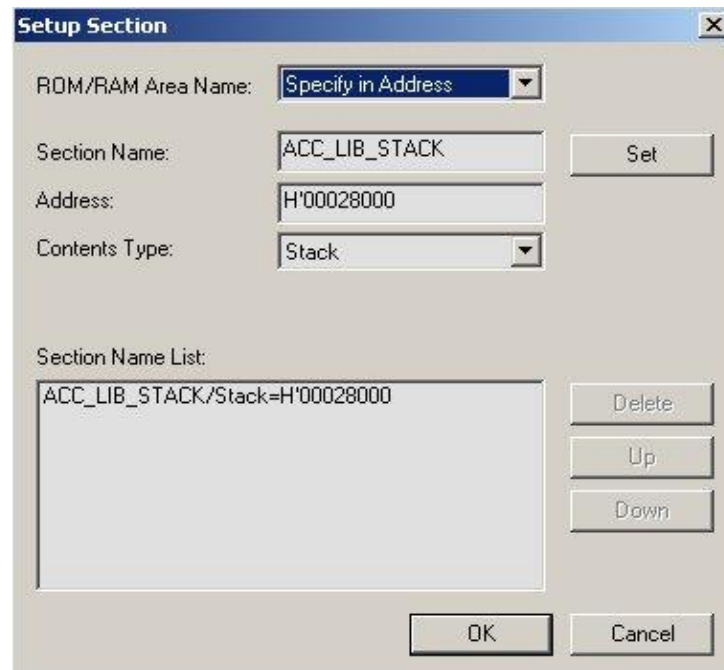 Setup Section
ROM/RAM Area Name: Specify in Address
Section Name: ACC_LIB_STACK Set
Address: H'00028000
Contents Type: Stack
Section Name List:
ACC_LIB_STACK/Stack=H'00028000
Delete
Up
Down
OK Cancel